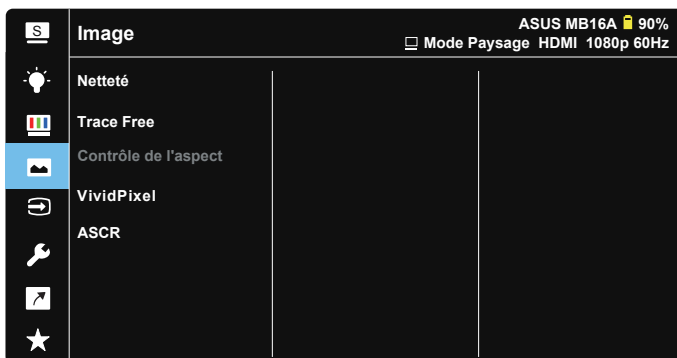 S
Image
ASUS MB16A 90%
Mode Paysage HDMI 1080p 60Hz
Netteté
Trace Free
Contrôle de l'aspect
VividPixel
ASCR